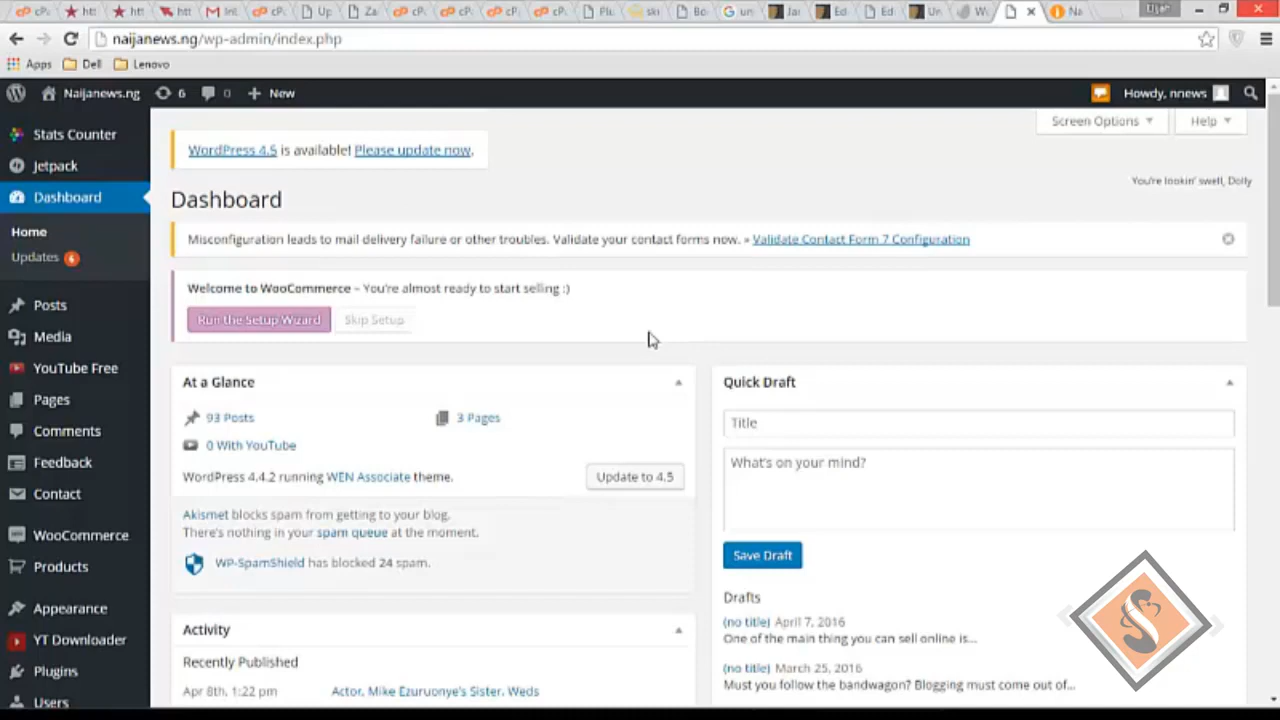 Elijah
naijanews.ng/wp-admin/index.php
Apps Dell Lenovo
Naijanews.ng 6 0 + New Howdy, nnews
Screen Options Help
Stats Counter
Jetpack
Dashboard
Home
Updates 6
Posts
Media
YouTube Free
Pages
Comments
Feedback
Contact
WooCommerce
Products
Appearance
YT Downloader
Plugins
Users
WordPress 4.5 is available! Please update now.
You're lookin' swell, Dolly
Dashboard
Misconfiguration leads to mail delivery failure or other troubles. Validate your contact forms now. » Validate Contact Form 7 Configuration
Welcome to WooCommerce – You're almost ready to start selling :)
Run the Setup Wizard Skip Setup
At a Glance
93 Posts 3 Pages
0 With YouTube
WordPress 4.4.2 running WEN Associate theme. Update to 4.5
Akismet blocks spam from getting to your blog.
There's nothing in your spam queue at the moment.
WP-SpamShield has blocked 24 spam.
Activity
Recently Published
Apr 8th, 1:22 pm Actor, Mike Ezuruonye's Sister, Weds
Quick Draft
Title
What's on your mind?
Save Draft
Drafts
(no title) April 7, 2016
One of the main thing you can sell online is...
(no title) March 25, 2016
Must you follow the bandwagon? Blogging must come out of...